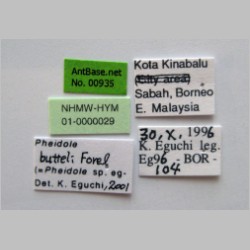 AntBase.net
No. 00935
NHMW-HYM
01-0000029
Pheidole
butteli Forel
(=Pheidole sp. eg-
Det. K. Eguchi, 2001
Kota Kinabalu
(City area)
Sabah, Borneo
E. Malaysia
30. X. 1996
K. Eguchi leg.
Eg96 - BOR -
104